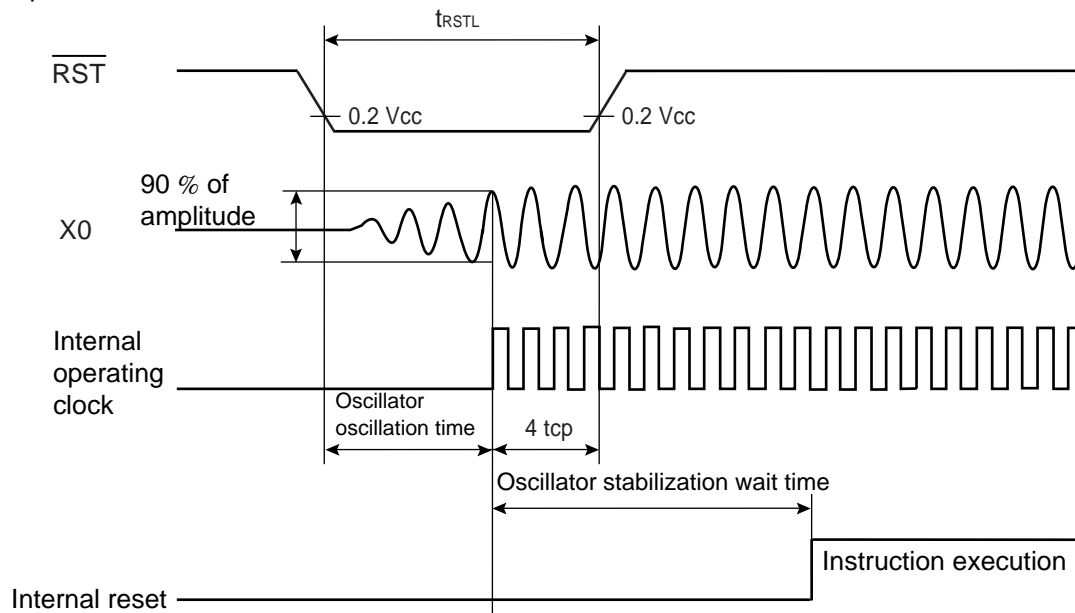 tRSTL
RST
0.2 Vcc
0.2 Vcc
90 % of
amplitude
X0
Internal
operating
clock
Oscillator
oscillation time
4 tcp
Oscillator stabilization wait time
Instruction execution
Internal reset